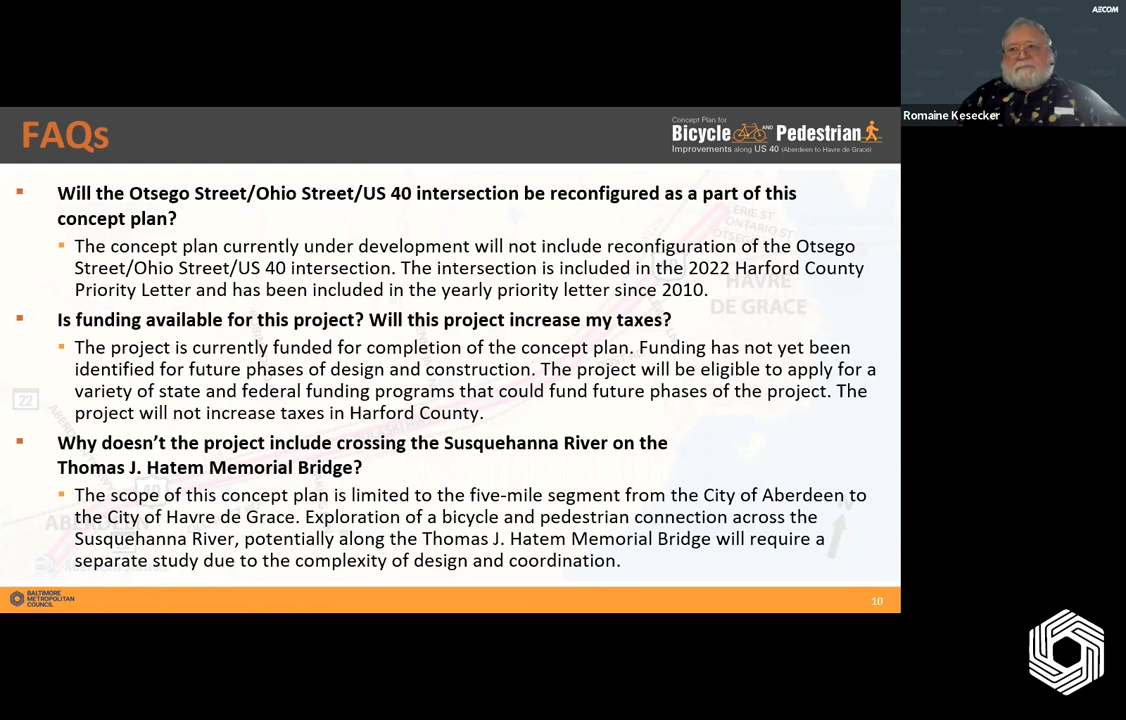 AECOM
Romaine Kesecker
FAQs
Concept Plan for
Bicycle AND Pedestrian
Improvements along US 40 (Aberdeen to Havre de Grace)
Will the Otsego Street/Ohio Street/US 40 intersection be reconfigured as a part of this
concept plan?
The concept plan currently under development will not include reconfiguration of the Otsego
Street/Ohio Street/US 40 intersection. The intersection is included in the 2022 Harford County
Priority Letter and has been included in the yearly priority letter since 2010.
Is funding available for this project? Will this project increase my taxes?
The project is currently funded for completion of the concept plan. Funding has not yet been
identified for future phases of design and construction. The project will be eligible to apply for a
variety of state and federal funding programs that could fund future phases of the project. The
project will not increase taxes in Harford County.
Why doesn’t the project include crossing the Susquehanna River on the
Thomas J. Hatem Memorial Bridge?
The scope of this concept plan is limited to the five-mile segment from the City of Aberdeen to
the City of Havre de Grace. Exploration of a bicycle and pedestrian connection across the
Susquehanna River, potentially along the Thomas J. Hatem Memorial Bridge will require a
separate study due to the complexity of design and coordination.
ERIE ST
ONTARIO ST
OTSEGO ST
HAVRE
DE GRACE
22
ABERDEEN
BALTIMORE
METROPOLITAN
COUNCIL
10